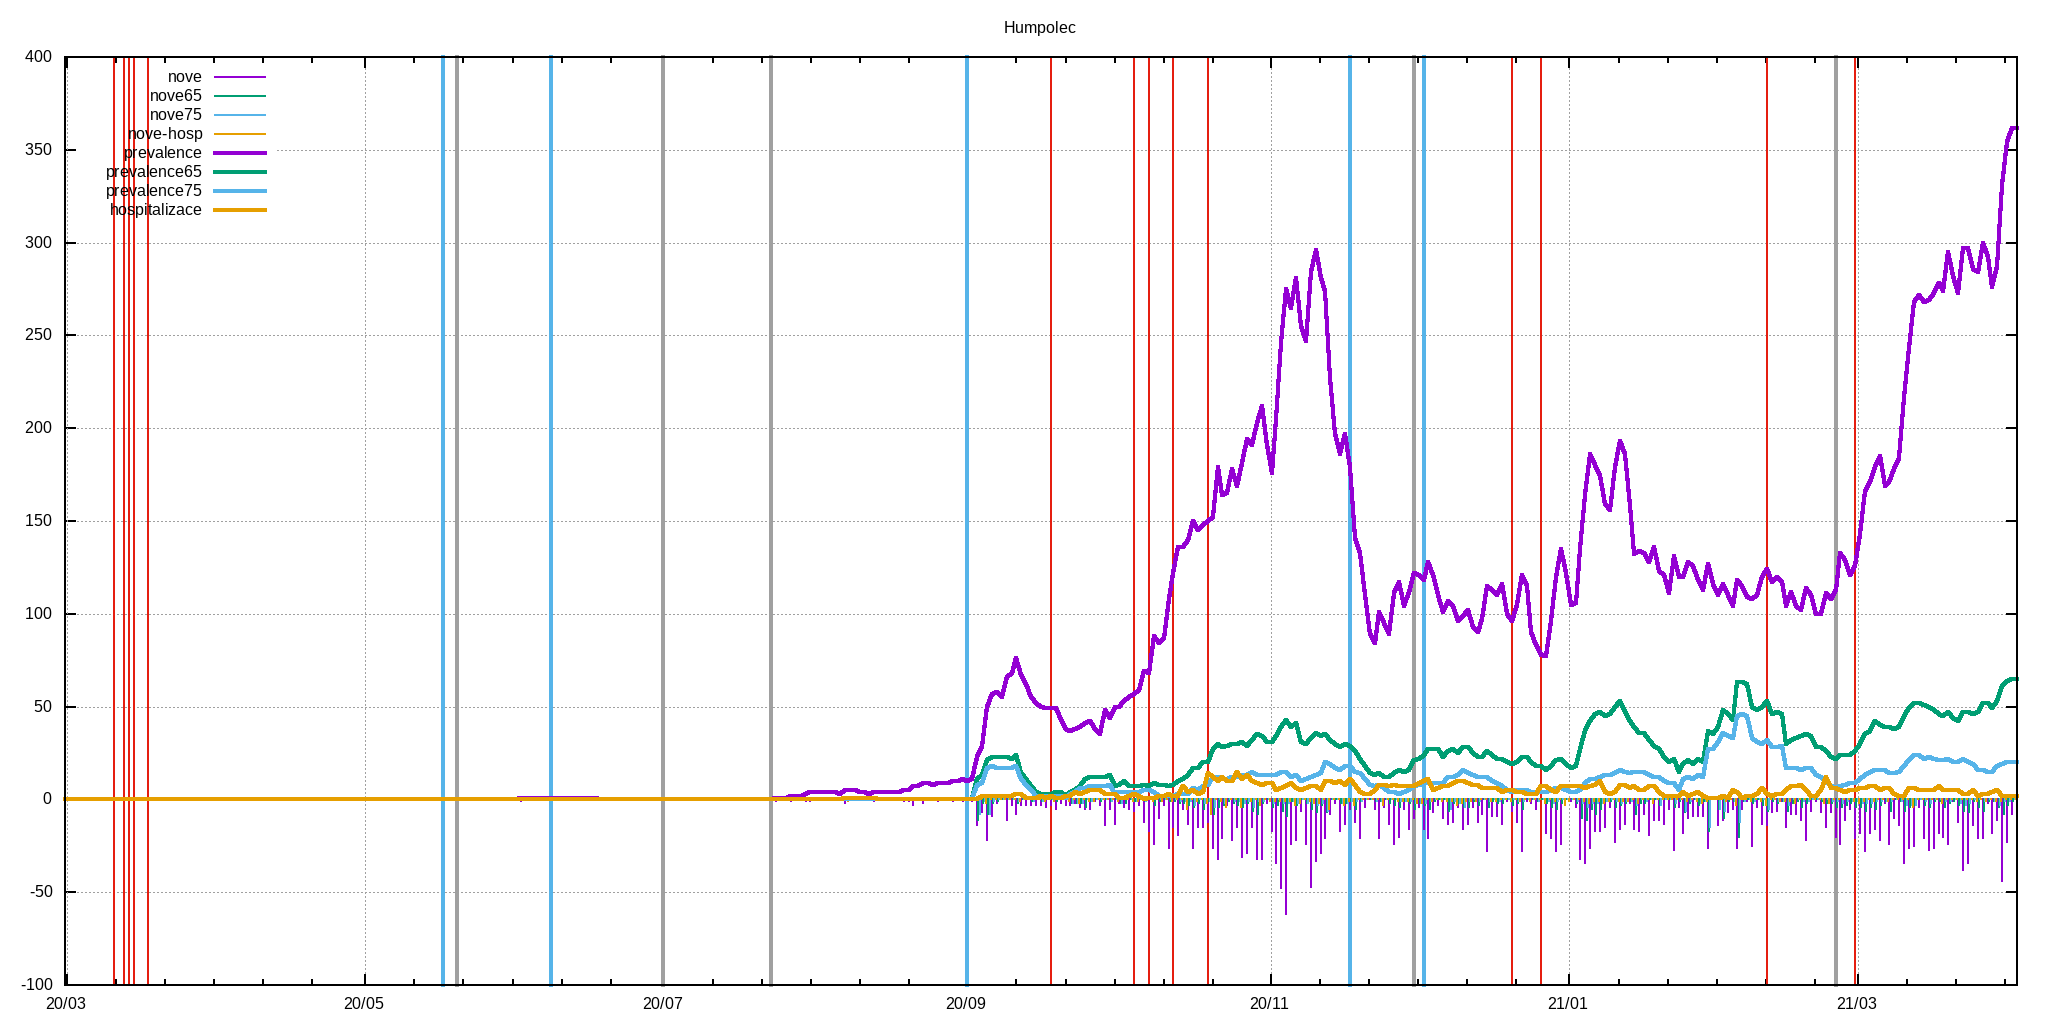 Humpolec
400
350
300
250
200
150
100
50
0
-50
-100
nove
nove65
nove75
nove-hosp
prevalence
prevalence65
prevalence75
hospitalizace
20/03 20/05 20/07 20/09 20/11 21/01 21/03